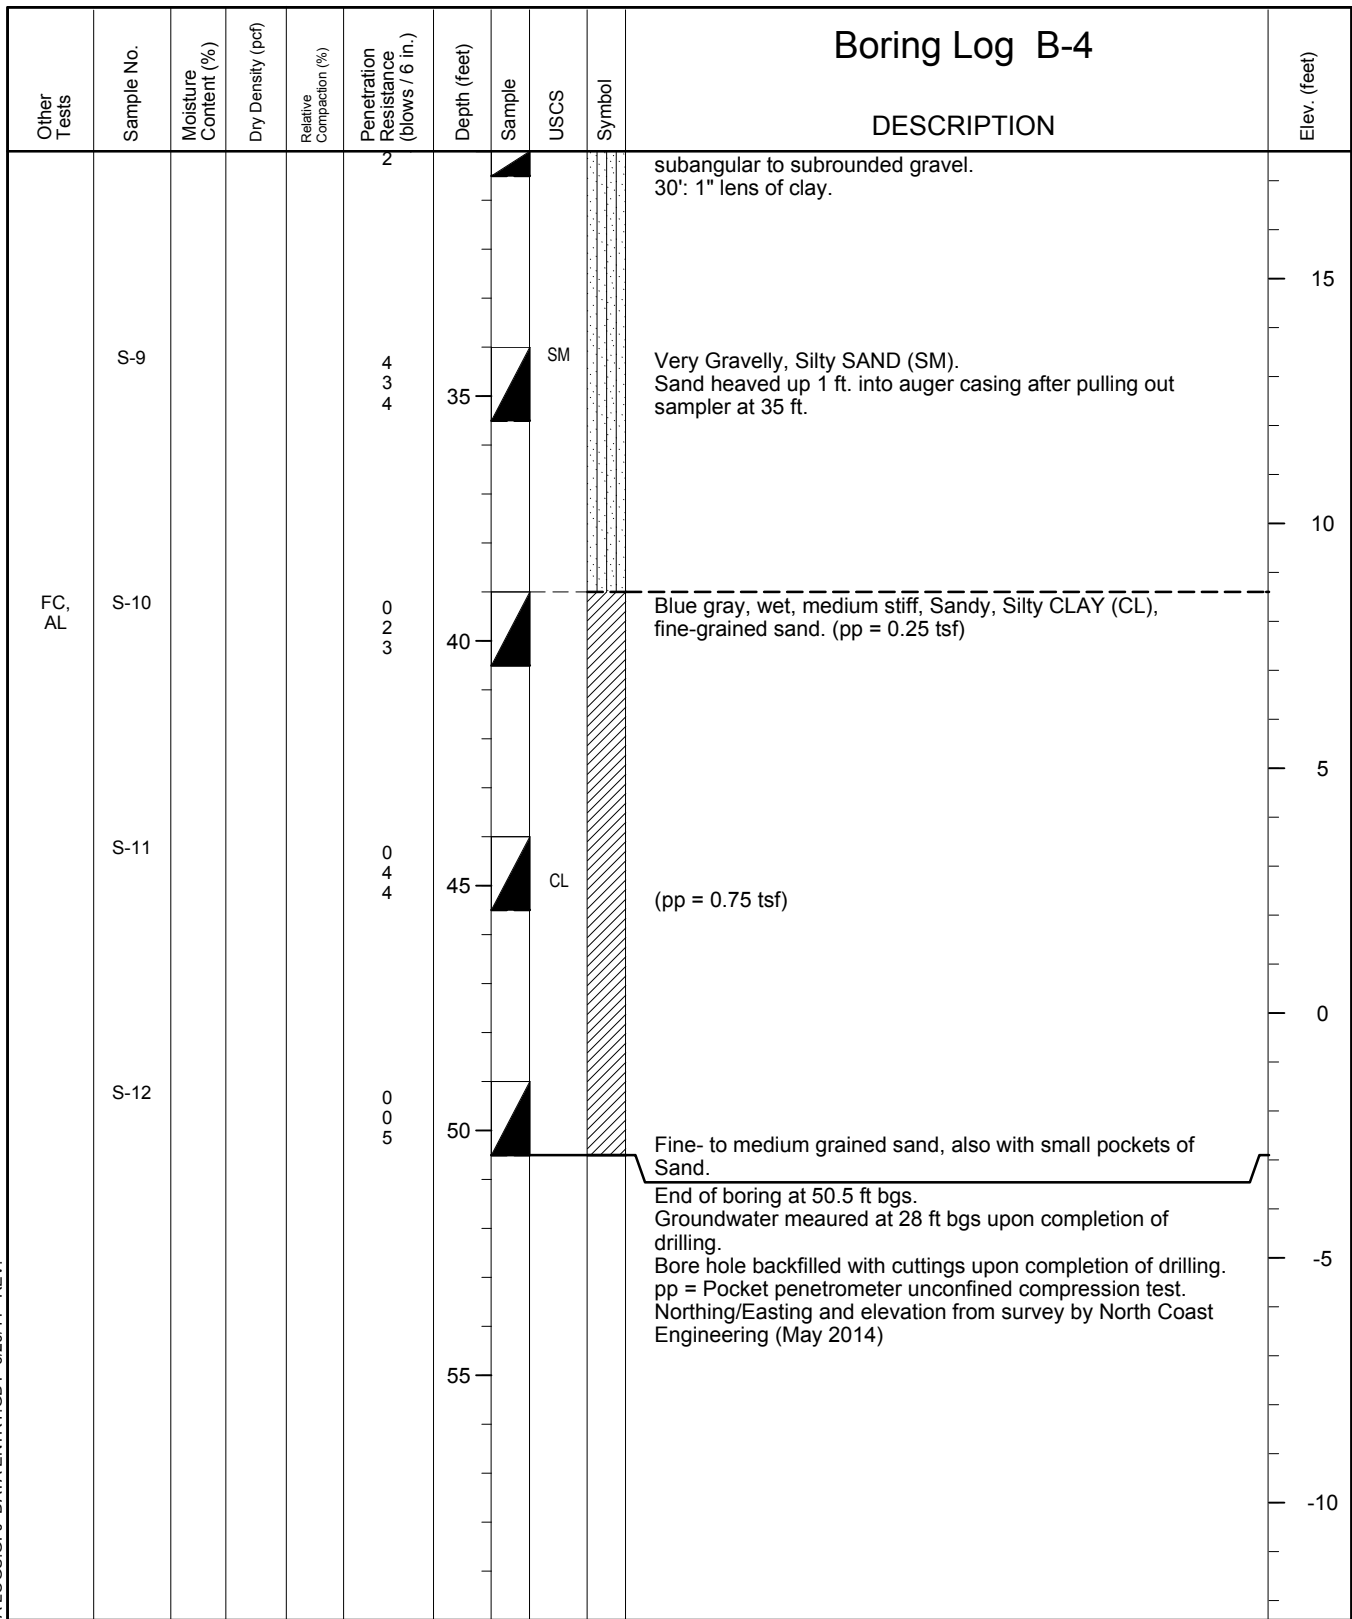 Boring Log B-4
Other
Tests
Sample No.
Moisture
Content (%)
Dry Density (pcf)
Relative
Compaction (%)
Penetration
Resistance
(blows / 6 in.)
Depth (feet)
Sample
USCS
Symbol
DESCRIPTION
Elev. (feet)
2
subangular to subrounded gravel.
30': 1" lens of clay.
15
S-9
4
3
4
35
SM
Very Gravelly, Silty SAND (SM).
Sand heaved up 1 ft. into auger casing after pulling out
sampler at 35 ft.
10
FC,
AL
S-10
0
2
3
40
Blue gray, wet, medium stiff, Sandy, Silty CLAY (CL),
fine-grained sand. (pp = 0.25 tsf)
5
S-11
0
4
4
45
CL
(pp = 0.75 tsf)
0
S-12
0
0
5
50
Fine- to medium grained sand, also with small pockets of
Sand.
End of boring at 50.5 ft bgs.
Groundwater meaured at 28 ft bgs upon completion of
drilling.
Bore hole backfilled with cuttings upon completion of drilling.
pp = Pocket penetrometer unconfined compression test.
Northing/Easting and elevation from survey by North Coast
Engineering (May 2014)
-5
55
-10